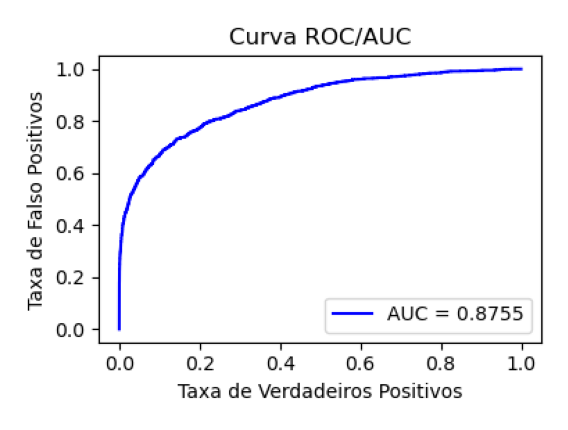 Curva ROC/AUC
Taxa de Falso Positivos
1.0
0.8
0.6
0.4
0.2
0.0
AUC = 0.8755
0.0 0.2 0.4 0.6 0.8 1.0
Taxa de Verdadeiros Positivos